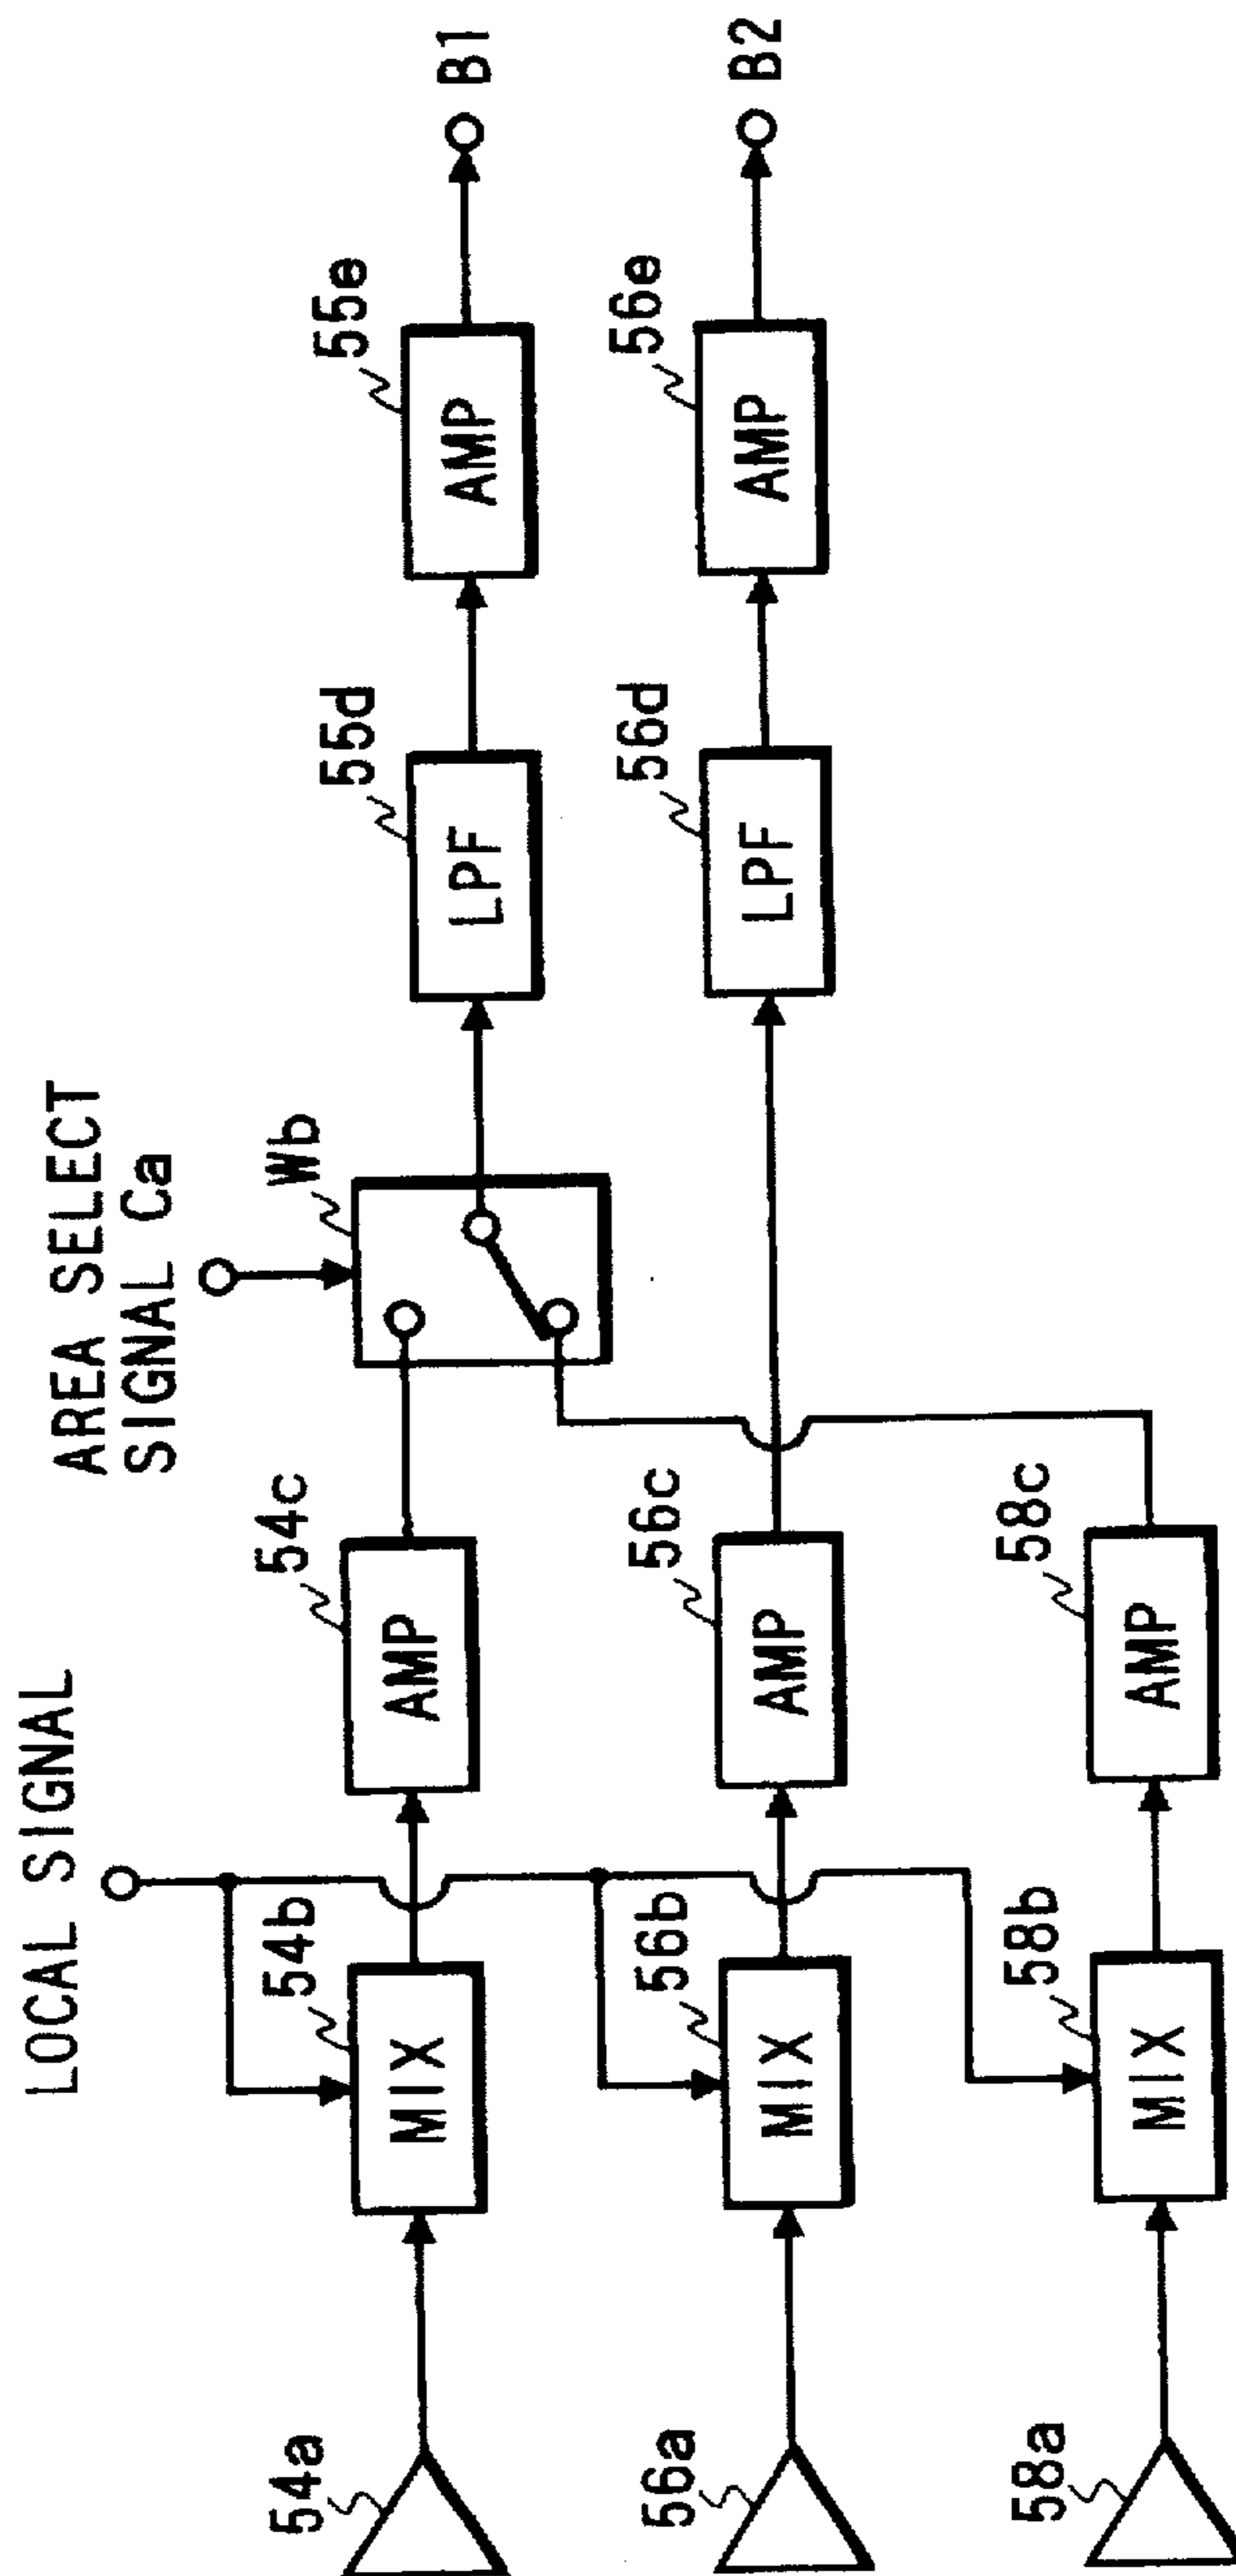 LOCAL SIGNAL
AREA SELECT
SIGNAL Ca
54a
54b
MIX
54c
AMP
Wb
55d
LPF
55e
AMP
B1
56a
56b
MIX
56c
AMP
56d
LPF
56e
AMP
B2
58a
58b
MIX
58c
AMP